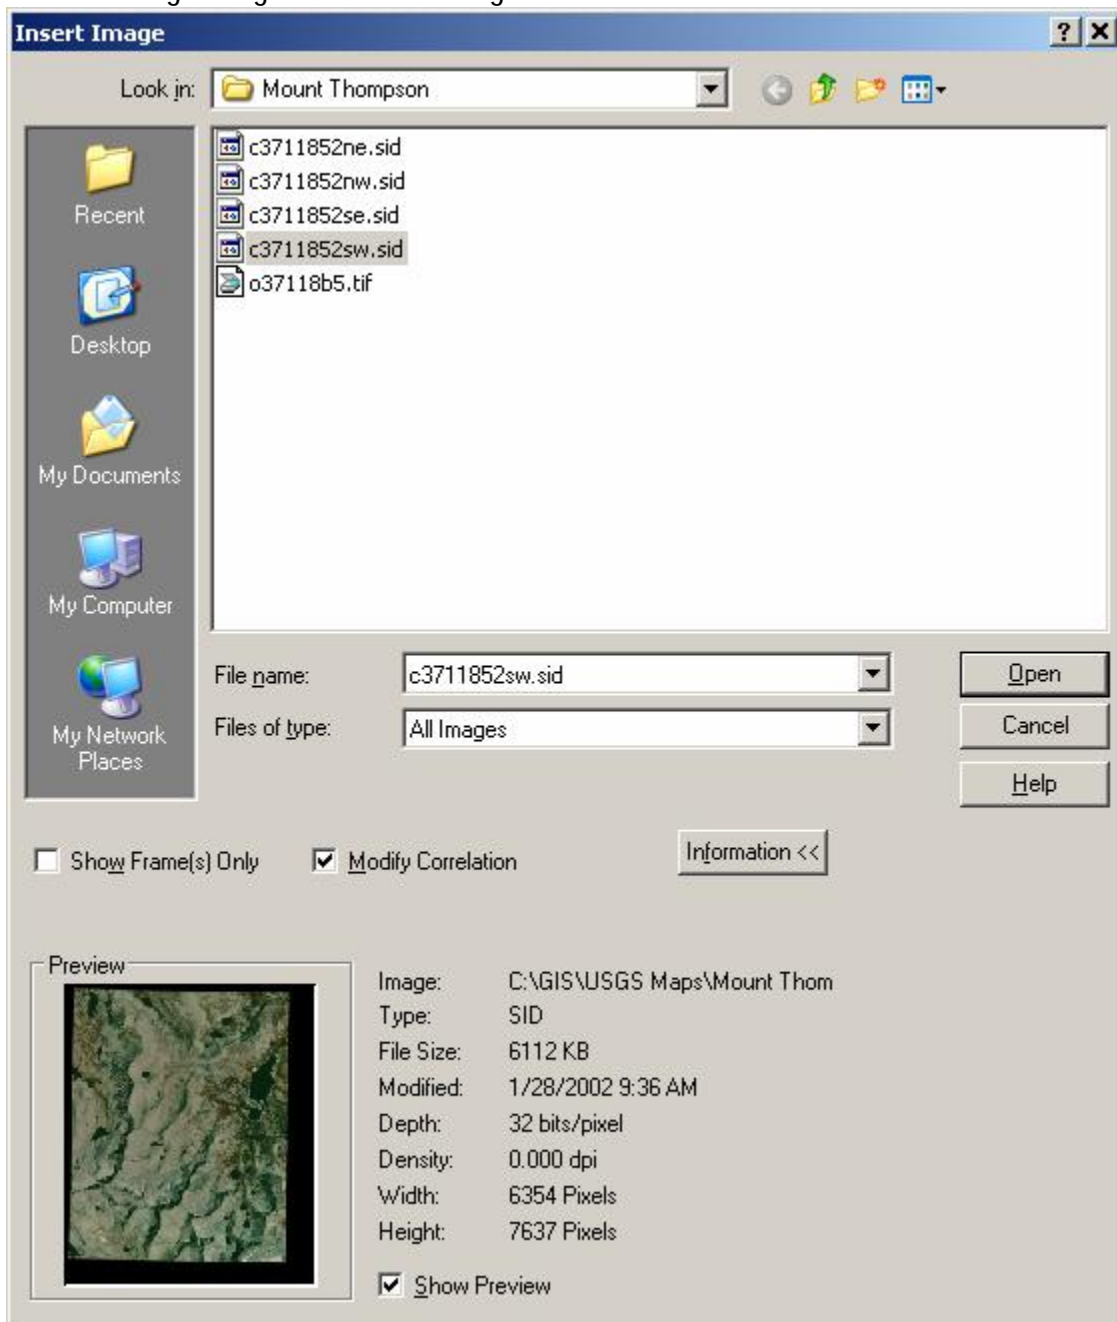 Insert Image
Look in: Mount Thompson
c3711852ne.sid
c3711852nw.sid
c3711852se.sid
c3711852sw.sid
o37118b5.tif
Recent
Desktop
My Documents
My Computer
My Network
Places
File name: c3711852sw.sid
Open
Files of type: All Images
Cancel
Help
Show Frame(s) Only
Modify Correlation
Information <<
Preview
Image: C:\GIS\USGS Maps\Mount Thom
Type: SID
File Size: 6112 KB
Modified: 1/28/2002 9:36 AM
Depth: 32 bits/pixel
Density: 0.000 dpi
Width: 6354 Pixels
Height: 7637 Pixels
Show Preview